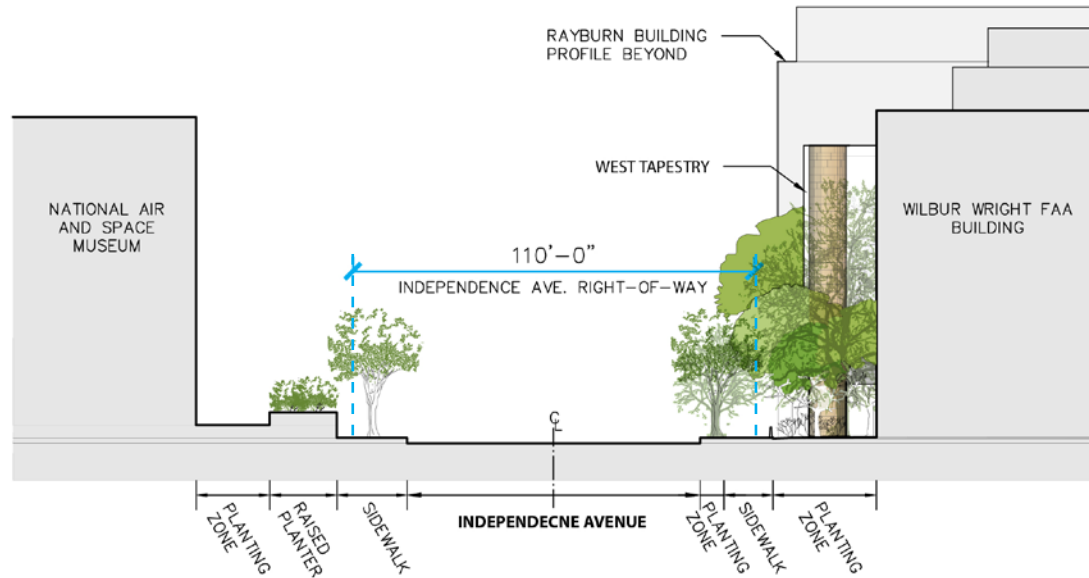 RAYBURN BUILDING
PROFILE BEYOND
WEST TAPESTRY
NATIONAL AIR
AND SPACE
MUSEUM
WILBUR WRIGHT FAA
BUILDING
110'-0"
INDEPENDENCE AVE. RIGHT-OF-WAY
CL
PLANTING
ZONE
RAISED
PLANTER
SIDEWALK
INDEPENDECNE AVENUE
PLANTING
ZONE
SIDEWALK
PLANTING
ZONE